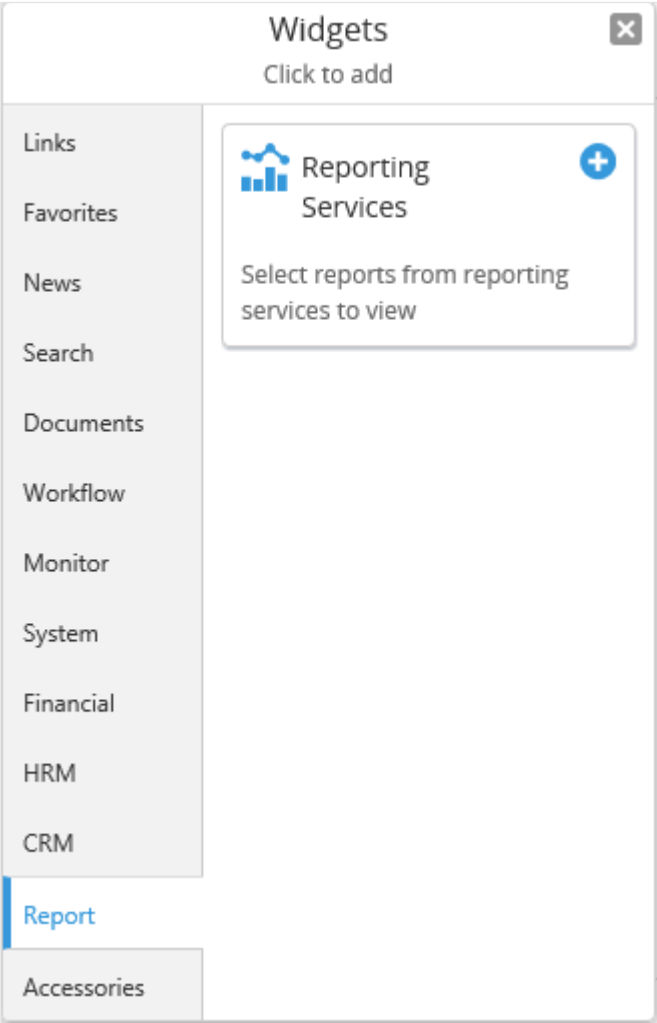 Widgets
Click to add
Links
Favorites
News
Search
Documents
Workflow
Monitor
System
Financial
HRM
CRM
Report
Accessories
Reporting
Services
Select reports from reporting
services to view